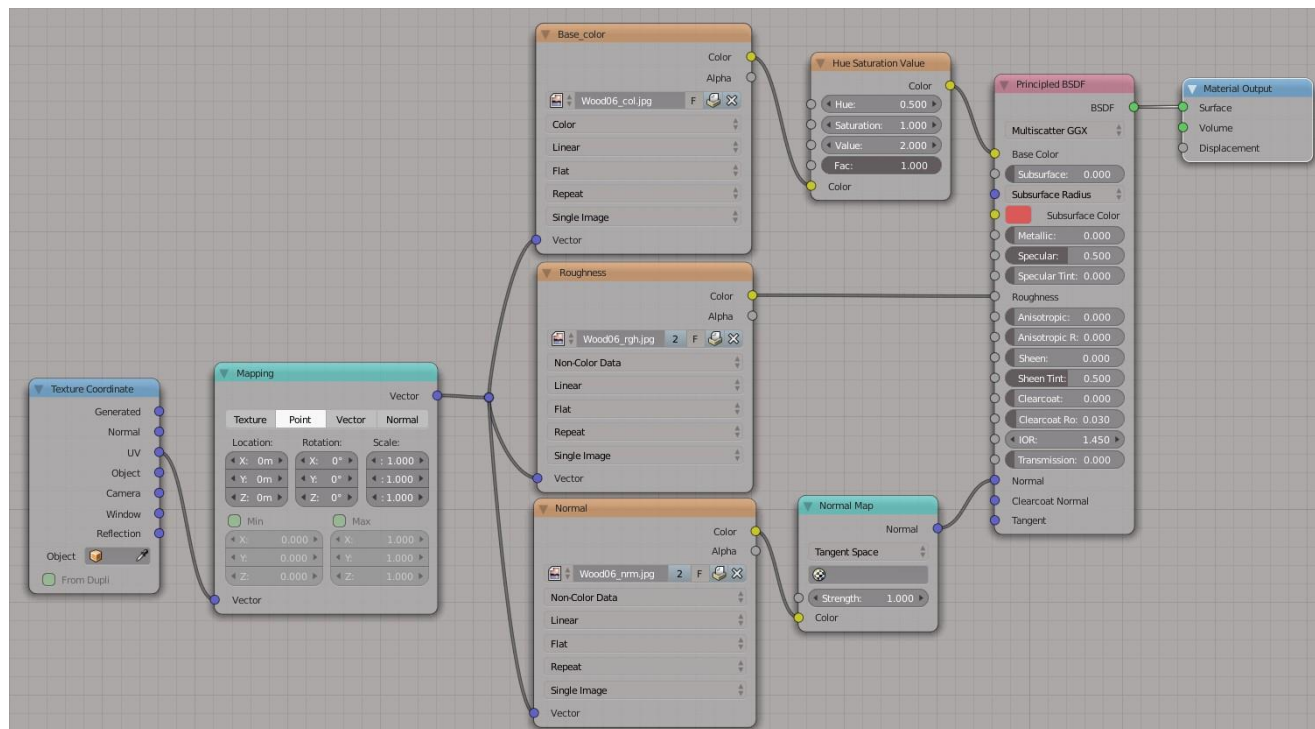 Texture Coordinate
Generated
Normal
UV
Object
Camera
Window
Reflection
Object
From Dupli
Mapping
Vector
Texture Point Vector Normal
Location: Rotation: Scale:
X: 0m X: 0° : 1.000
Y: 0m Y: 0° : 1.000
Z: 0m Z: 0° : 1.000
Min Max
X: 0.000 X: 1.000
Y: 0.000 Y: 1.000
Z: 0.000 Z: 1.000
Vector
Base_color
Color
Alpha
Wood06_col.jpg F
Color
Linear
Flat
Repeat
Single Image
Vector
Roughness
Color
Alpha
Wood06_rgh.jpg 2 F
Non-Color Data
Linear
Flat
Repeat
Single Image
Vector
Normal
Color
Alpha
Wood06_nrm.jpg 2 F
Non-Color Data
Linear
Flat
Repeat
Single Image
Vector
Hue Saturation Value
Color
Hue: 0.500
Saturation: 1.000
Value: 2.000
Fac: 1.000
Color
Normal Map
Normal
Tangent Space
Strength: 1.000
Color
Principled BSDF
BSDF
Multiscatter GGX
Base Color
Subsurface: 0.000
Subsurface Radius
Subsurface Color
Metallic: 0.000
Specular: 0.500
Specular Tint: 0.000
Roughness
Anisotropic: 0.000
Anisotropic R: 0.000
Sheen: 0.000
Sheen Tint: 0.500
Clearcoat: 0.000
Clearcoat Ro: 0.030
IOR: 1.450
Transmission: 0.000
Normal
Clearcoat Normal
Tangent
Material Output
Surface
Volume
Displacement